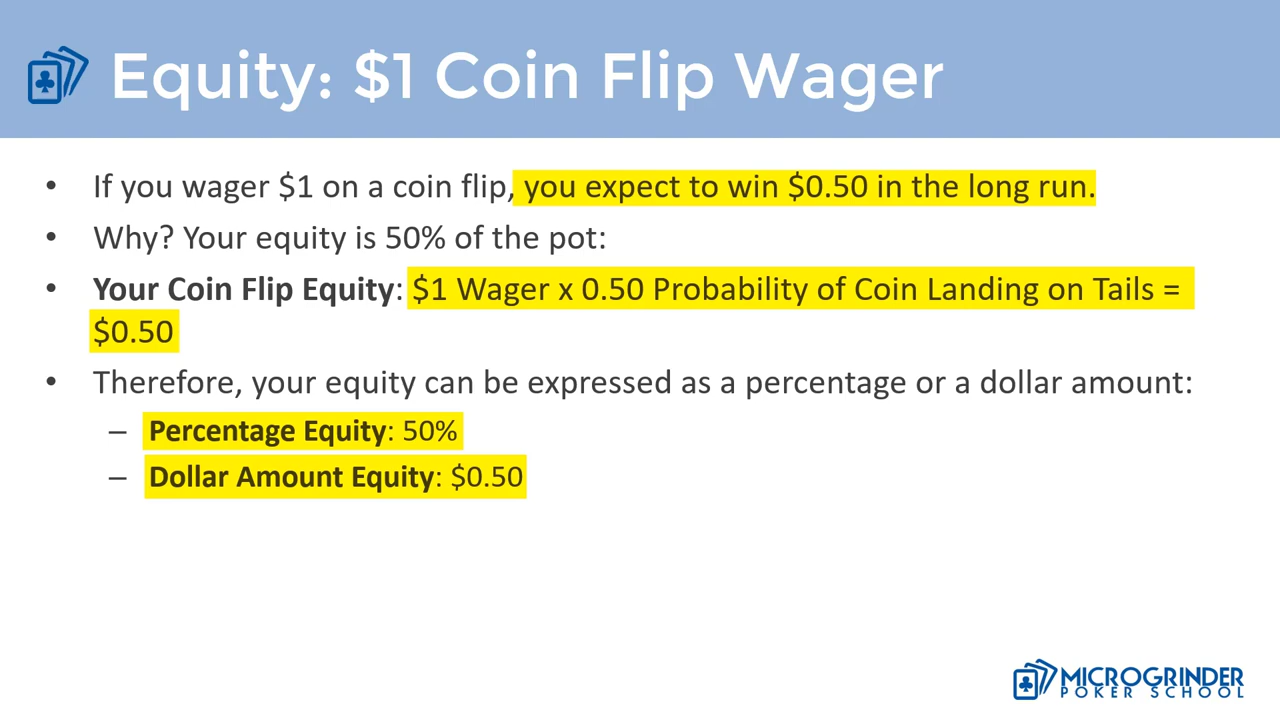 Equity: $1 Coin Flip Wager
• If you wager $1 on a coin flip, you expect to win $0.50 in the long run.
• Why? Your equity is 50% of the pot:
• Your Coin Flip Equity: $1 Wager x 0.50 Probability of Coin Landing on Tails =
$0.50
• Therefore, your equity can be expressed as a percentage or a dollar amount:
– Percentage Equity: 50%
– Dollar Amount Equity: $0.50
MICROGRINDER
POKER SCHOOL